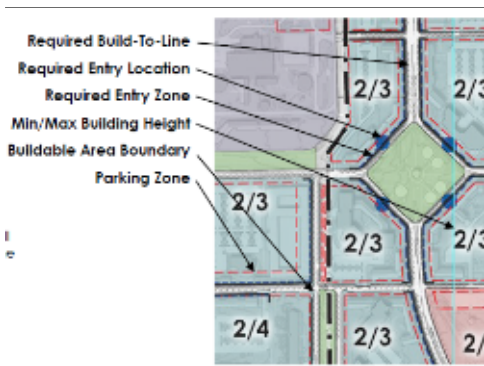 Required Build-To-Line
Required Entry Location
Required Entry Zone
Min/Max Building Height
Buildable Area Boundary
Parking Zone
2/3
2/3
2/3
2/3
2/3
2/4
2/3
2/